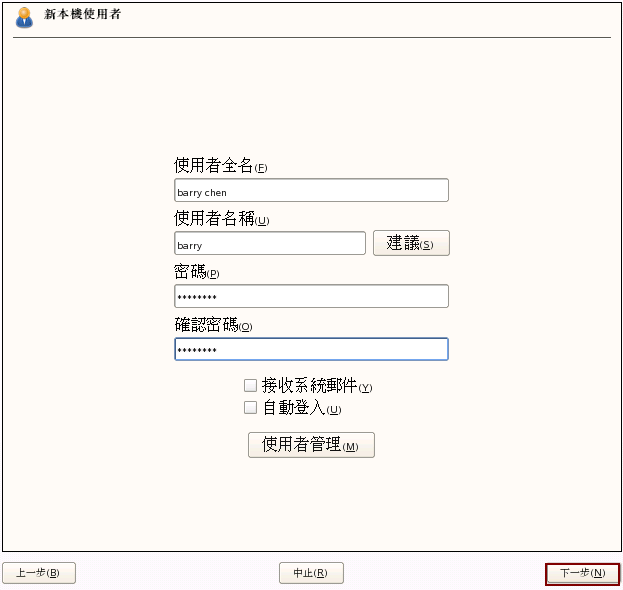 新本機使用者
使用者全名(F)
barry chen
使用者名稱(U)
barry
建議(S)
密碼(P)
********
確認密碼(O)
********
接收系統郵件(Y)
自動登入(U)
使用者管理(M)
上一步(B)
中止(R)
下一步(N)